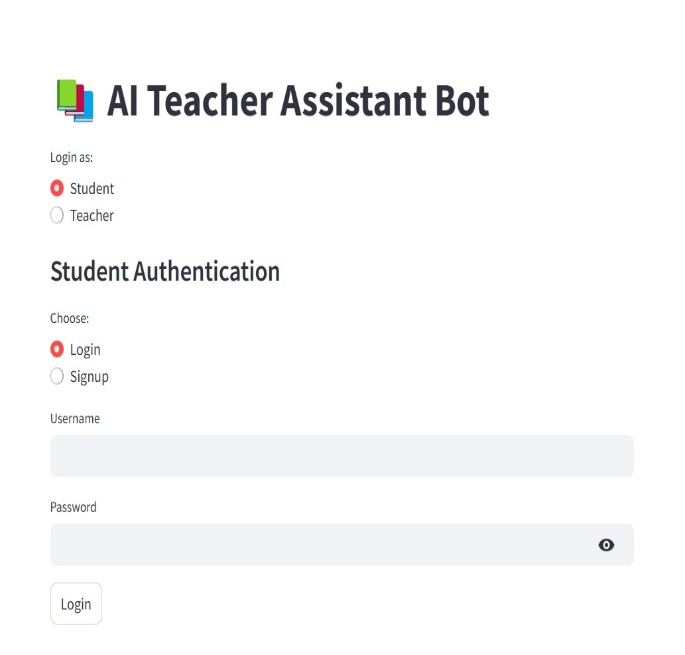 AI Teacher Assistant Bot
Login as:
Student
Teacher
Student Authentication
Choose:
Login
Signup
Username
Password
Login